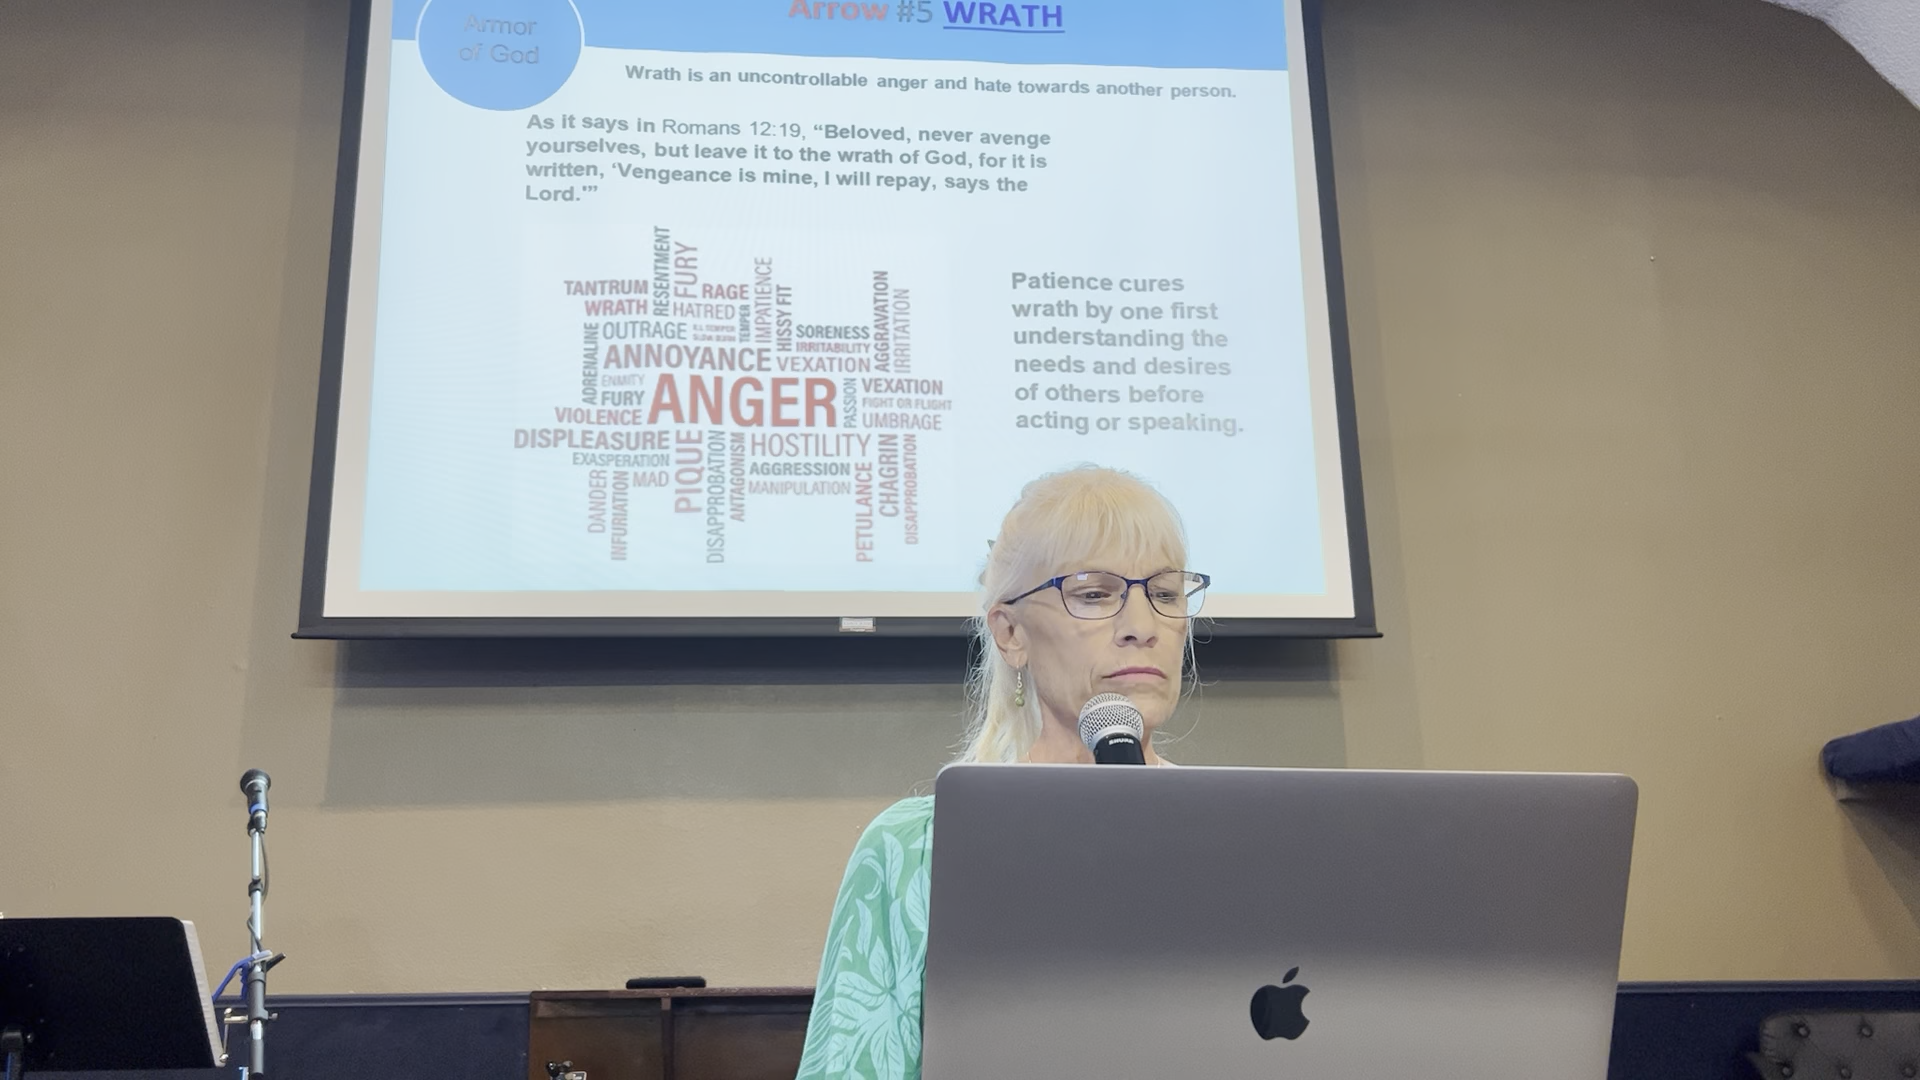 Armor
of God
Arrow #5 WRATH
Wrath is an uncontrollable anger and hate towards another person.
As it says in Romans 12:19, “Beloved, never avenge
yourselves, but leave it to the wrath of God, for it is
written, ‘Vengeance is mine, I will repay, says the
Lord.'”
RESENTMENT
FURY
TANTRUM
RAGE
IMPATIENCE
WRATH
HATRED
TEMPER
HISSY FIT
AGGRAVATION
IRRITATION
OUTRAGE
SORENESS
ADRENALINE
IRRITABILITY
ANNOYANCE
VEXATION
ENMITY
ANGER
PASSION
VEXATION
FURY
FIGHT OR FLIGHT
VIOLENCE
UMBRAGE
DISPLEASURE
PIQUE
DISAPPROBATION
ANTAGONISM
HOSTILITY
CHAGRIN
DISAPPROBATION
EXASPERATION
AGGRESSION
DANDER
INFURIATION
MAD
MANIPULATION
PETULANCE
Patience cures
wrath by one first
understanding the
needs and desires
of others before
acting or speaking.
SHURE